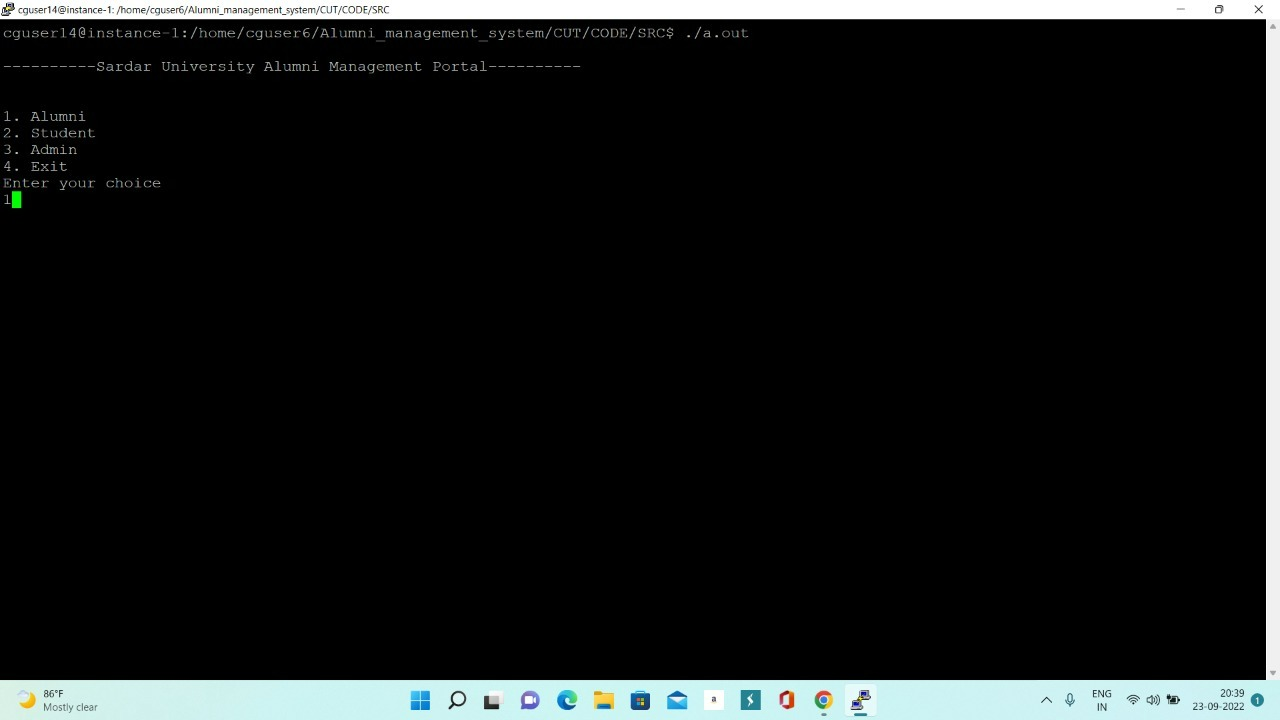 cguser14@instance-1: /home/cguser6/Alumni_management_system/CUT/CODE/SRC
cguser14@instance-1:/home/cguser6/Alumni_management_system/CUT/CODE/SRC$ ./a.out
----------Sardar University Alumni Management Portal----------
1. Alumni
2. Student
3. Admin
4. Exit
Enter your choice
1
86°F
Mostly clear
a
ENG
IN
20:39
23-09-2022
1